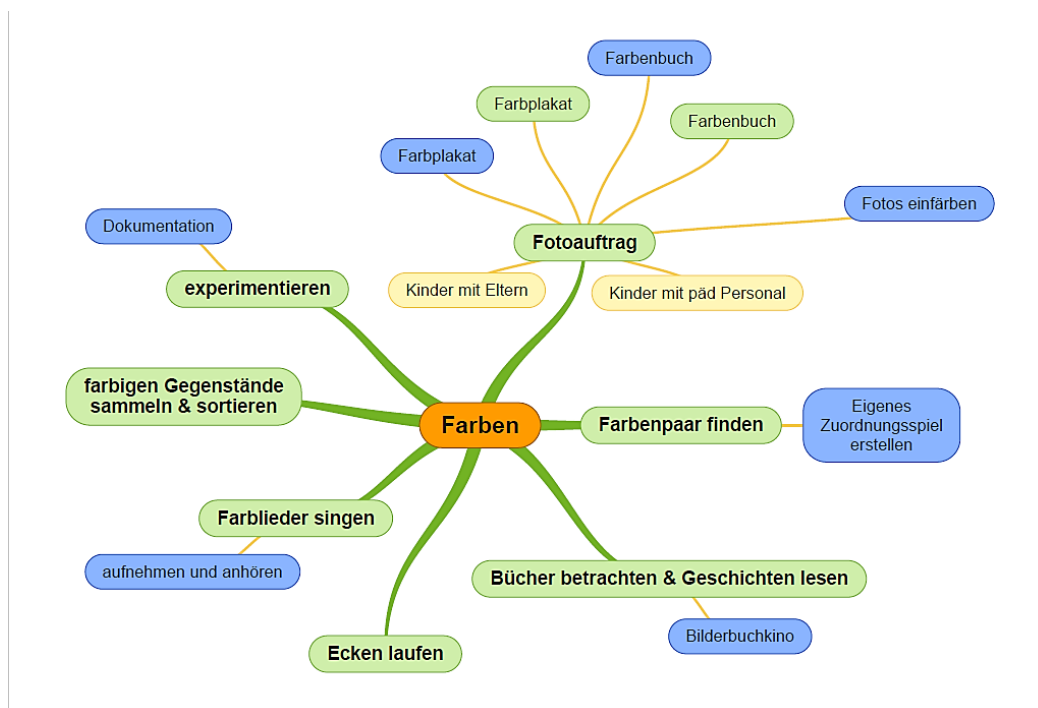 Farbenbuch
Farbplakat
Farbenbuch
Farbplakat
Fotos einfärben
Dokumentation
Fotoauftrag
experimentieren
Kinder mit Eltern
Kinder mit päd Personal
farbigen Gegenstände
sammeln & sortieren
Farben
Farbenpaar finden
Eigenes
Zuordnungsspiel
erstellen
Farblieder singen
aufnehmen und anhören
Bücher betrachten & Geschichten lesen
Bilderbuchkino
Ecken laufen